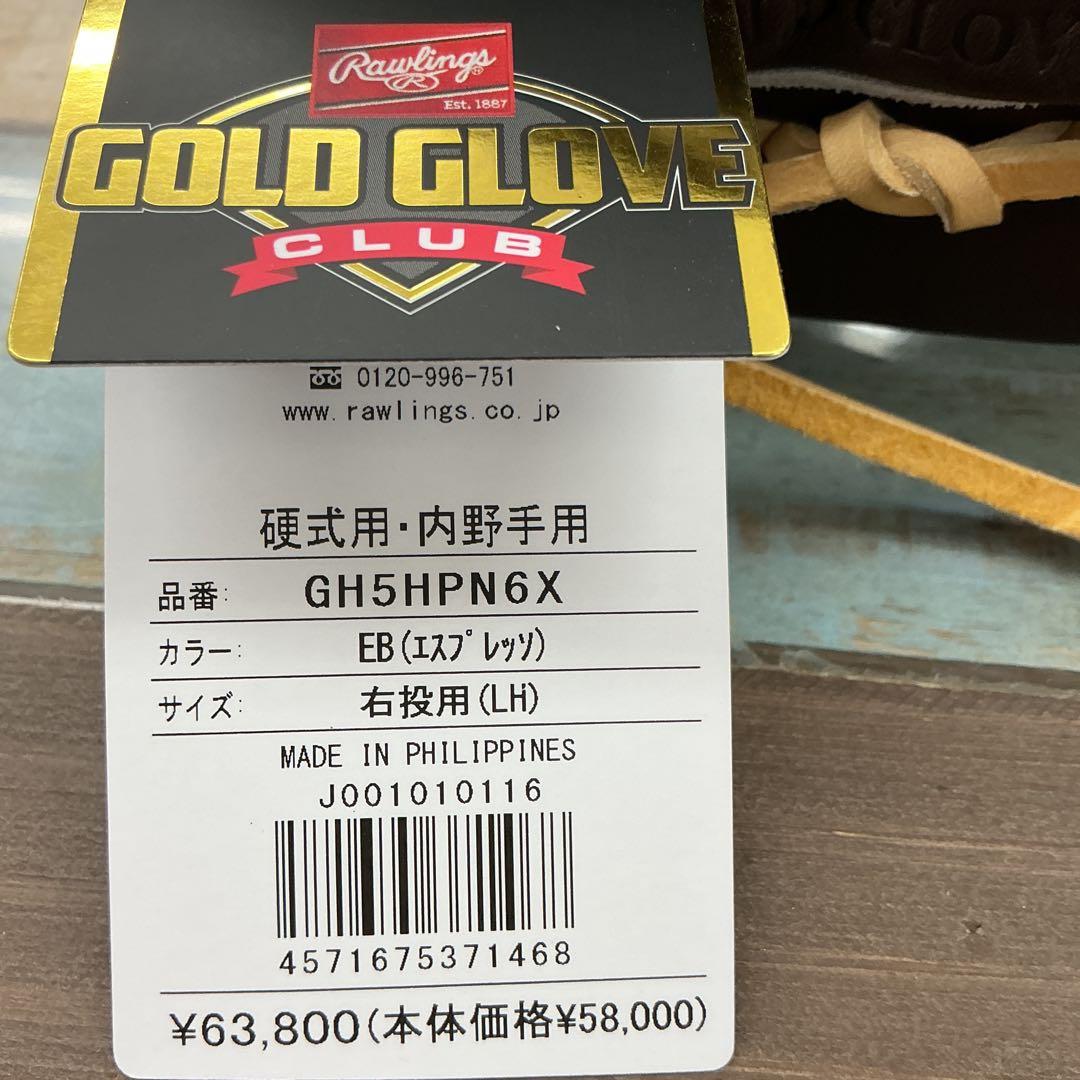 Rawlings®
R
Est. 1887
GOLD GLOVE
CLUB
0120-996-751
www.rawlings.co.jp
硬式用・内野手用
品番: GH5HPN6X
カラー: EB(ｴｽﾌﾟﾚｯｿ)
サイズ: 右投用(LH)
MADE IN PHILIPPINES
J001010116
4571675371468
¥63,800(本体価格¥58,000)